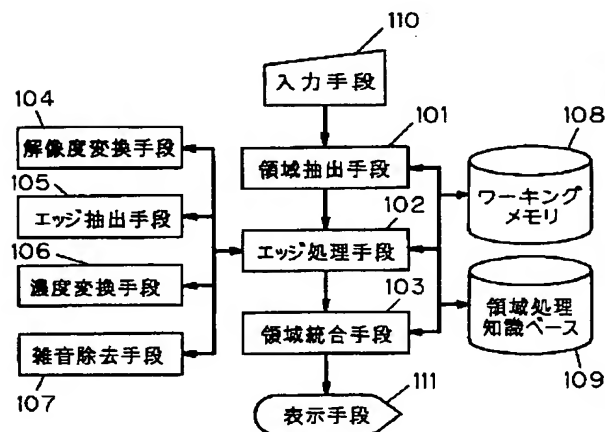 110
入力手段
104
解像度変換手段
101
領域抽出手段
108
ワーキング
メモリ
105
エッジ抽出手段
102
エッジ処理手段
106
濃度変換手段
103
領域統合手段
領域処理
知識ベース
109
雑音除去手段
107
111
表示手段